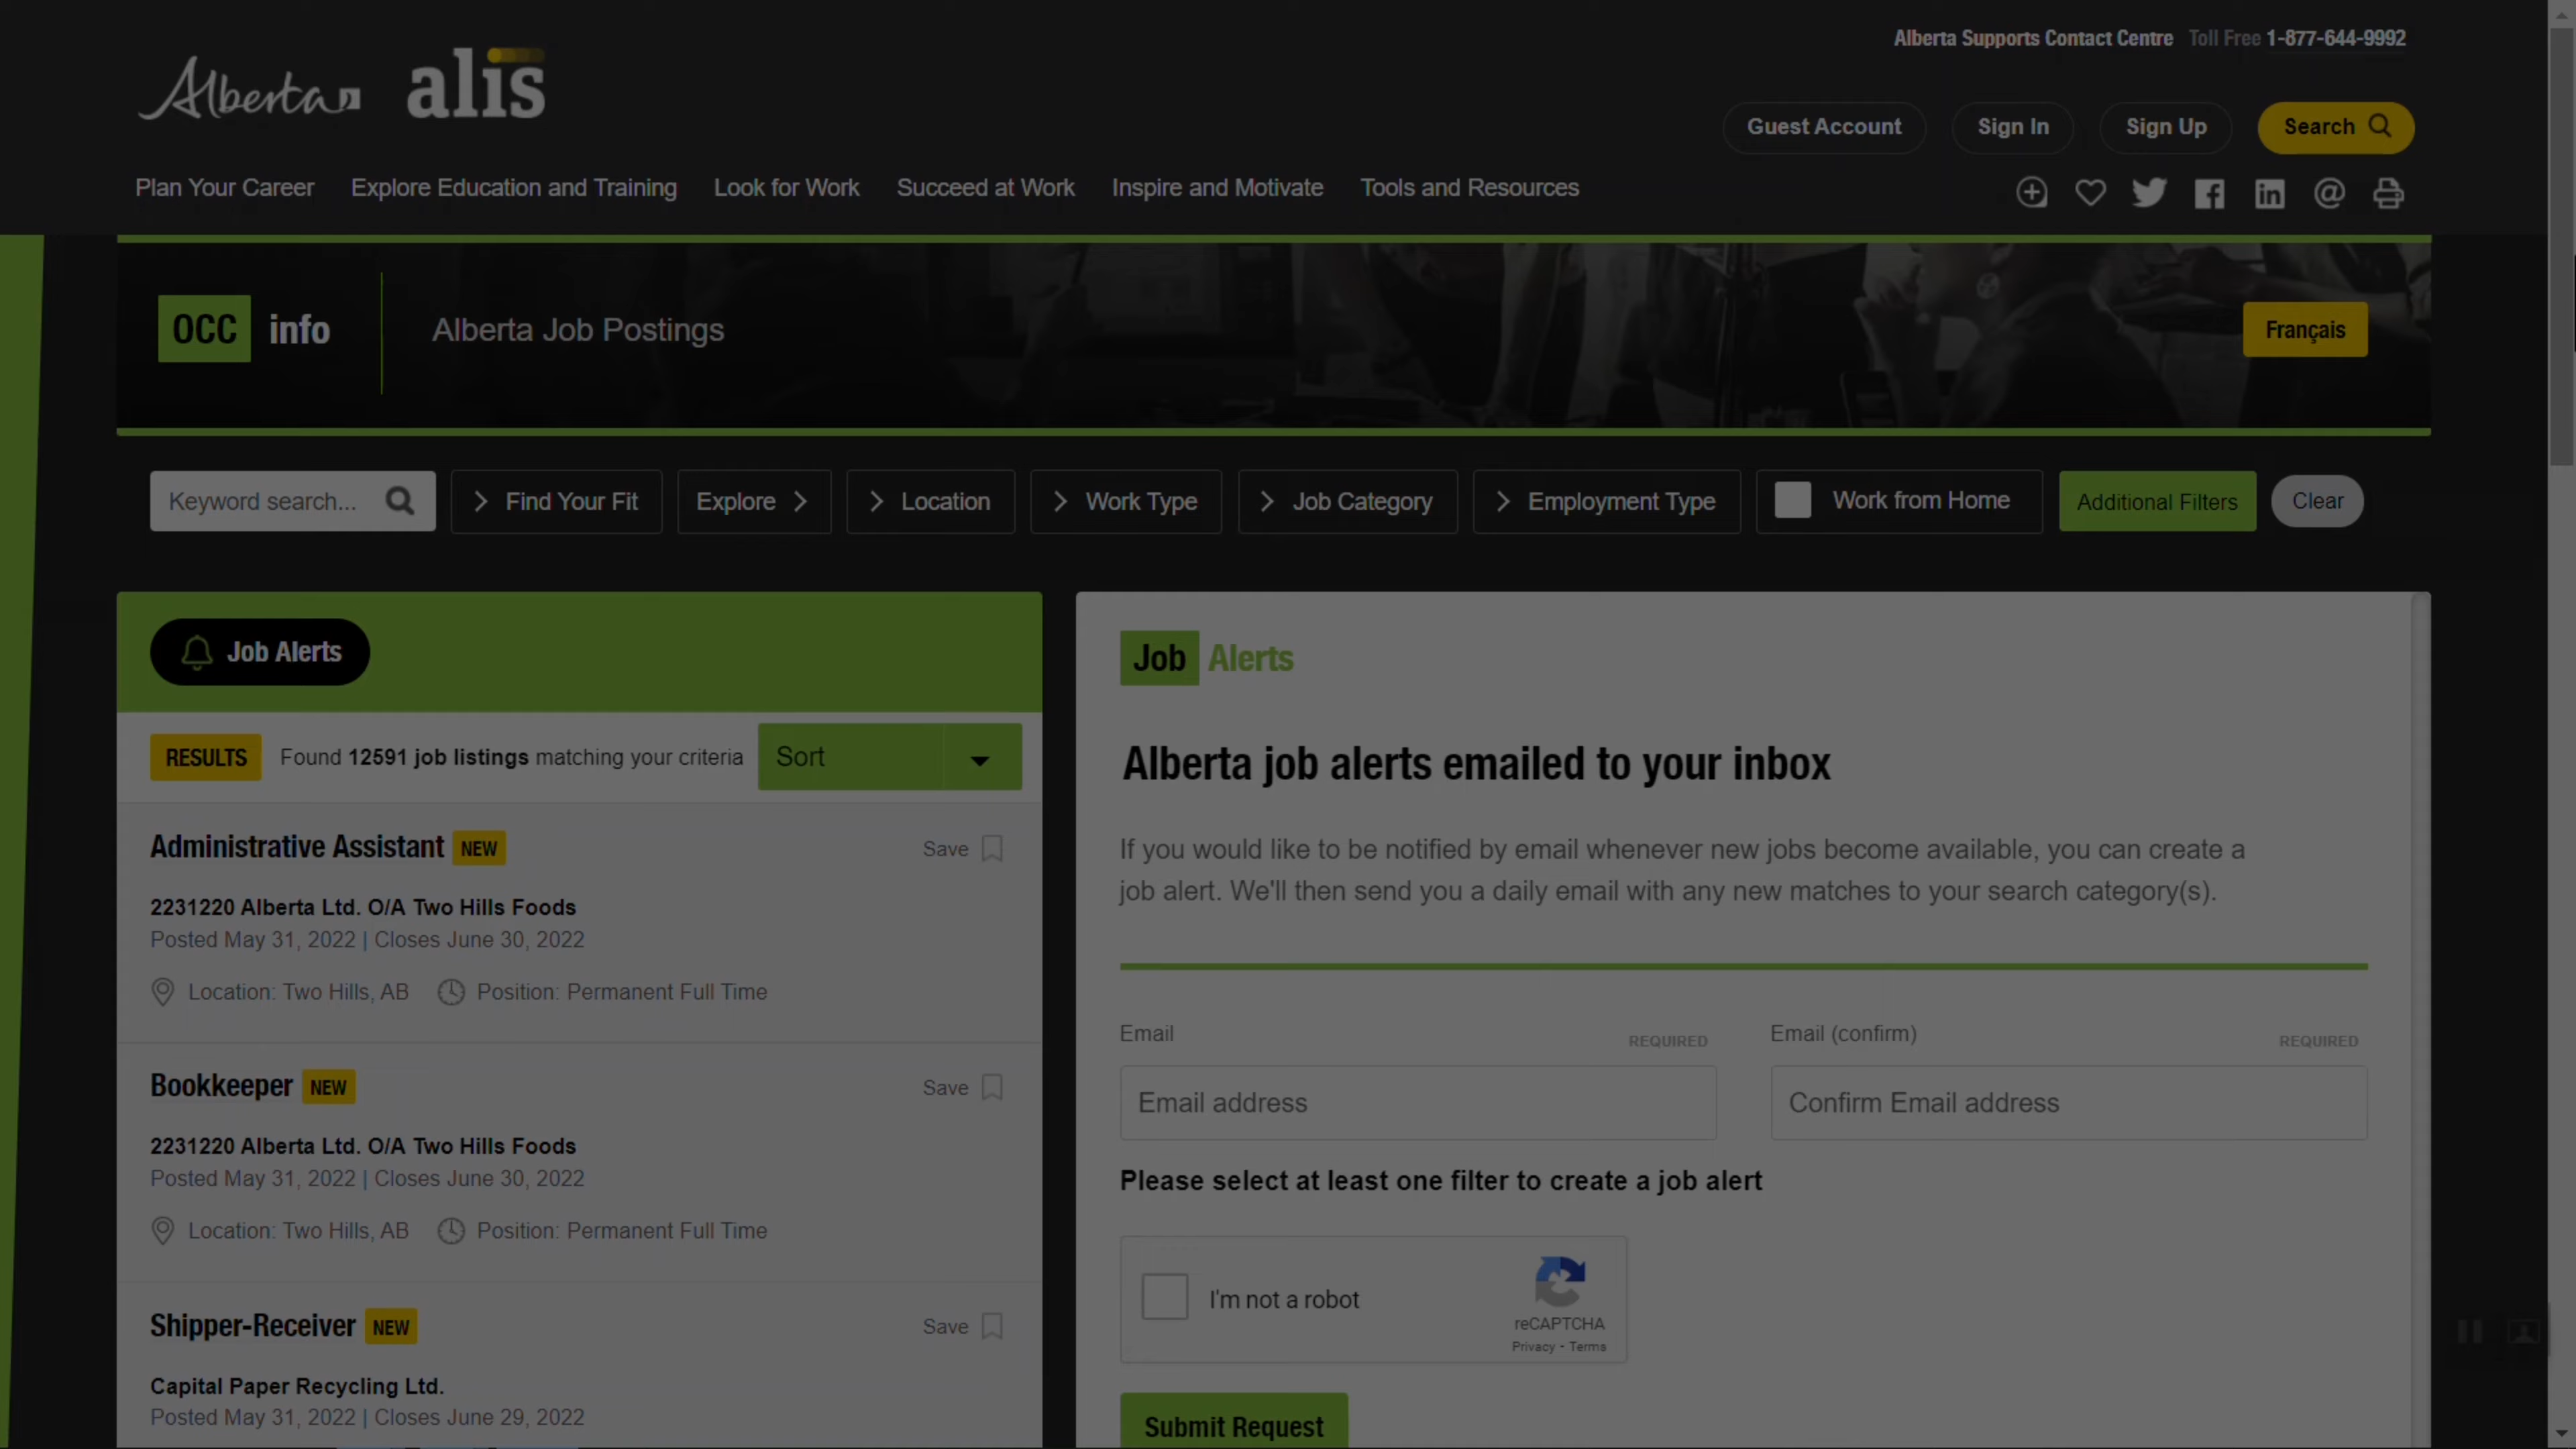 Alberta Supports Contact Centre Toll Free 1-877-644-9992
Alberta alis
Guest Account Sign In Sign Up Search
Plan Your Career Explore Education and Training Look for Work Succeed at Work Inspire and Motivate Tools and Resources
OCC info Alberta Job Postings Français
Keyword search... Find Your Fit Explore Location Work Type Job Category Employment Type Work from Home Additional Filters Clear
Job Alerts
RESULTS Found 12591 job listings matching your criteria Sort
Administrative Assistant NEW Save
2231220 Alberta Ltd. O/A Two Hills Foods
Posted May 31, 2022 | Closes June 30, 2022
Location: Two Hills, AB Position: Permanent Full Time
Bookkeeper NEW Save
2231220 Alberta Ltd. O/A Two Hills Foods
Posted May 31, 2022 | Closes June 30, 2022
Location: Two Hills, AB Position: Permanent Full Time
Shipper-Receiver NEW Save
Capital Paper Recycling Ltd.
Posted May 31, 2022 | Closes June 29, 2022
Job Alerts
Alberta job alerts emailed to your inbox
If you would like to be notified by email whenever new jobs become available, you can create a
job alert. We'll then send you a daily email with any new matches to your search category(s).
Email REQUIRED Email (confirm) REQUIRED
Email address Confirm Email address
Please select at least one filter to create a job alert
I'm not a robot
reCAPTCHA
Privacy - Terms
Submit Request